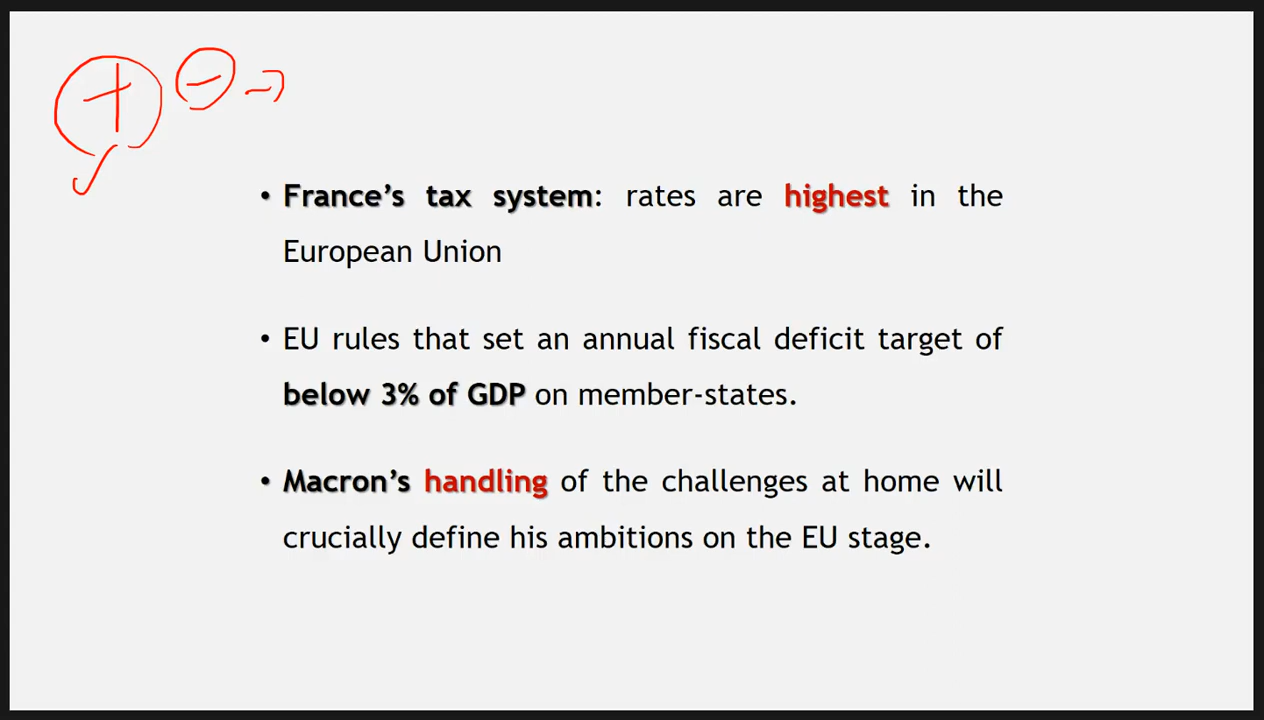 + -
• France’s tax system: rates are highest in the
European Union
• EU rules that set an annual fiscal deficit target of
below 3% of GDP on member-states.
• Macron’s handling of the challenges at home will
crucially define his ambitions on the EU stage.